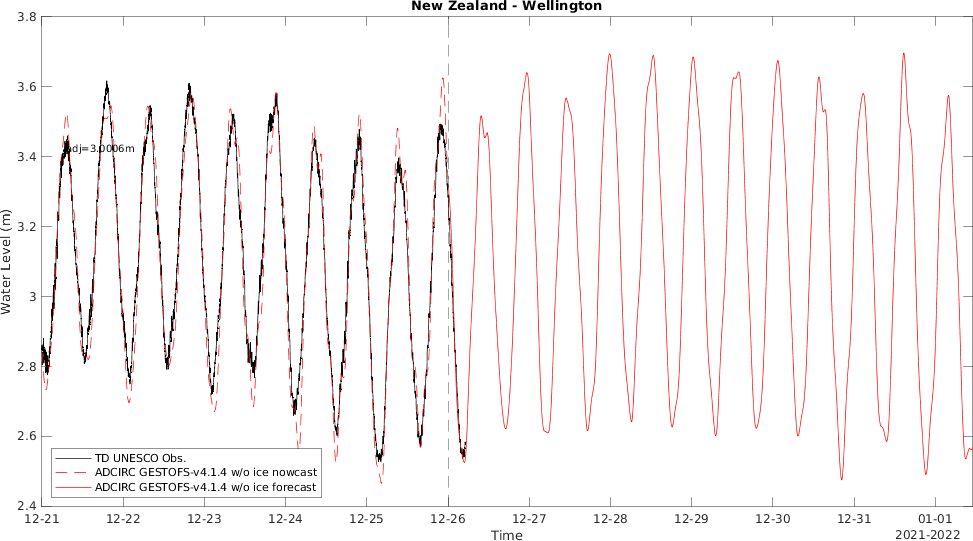 New Zealand - Wellington
3.8
3.6
3.4
3.2
3
2.8
2.6
2.4
Water Level (m)
adj=3.0006m
TD UNESCO Obs.
ADCIRC GESTOFS-v4.1.4 w/o ice nowcast
ADCIRC GESTOFS-v4.1.4 w/o ice forecast
12-21 12-22 12-23 12-24 12-25 12-26 12-27 12-28 12-29 12-30 12-31 01-01
Time
2021-2022